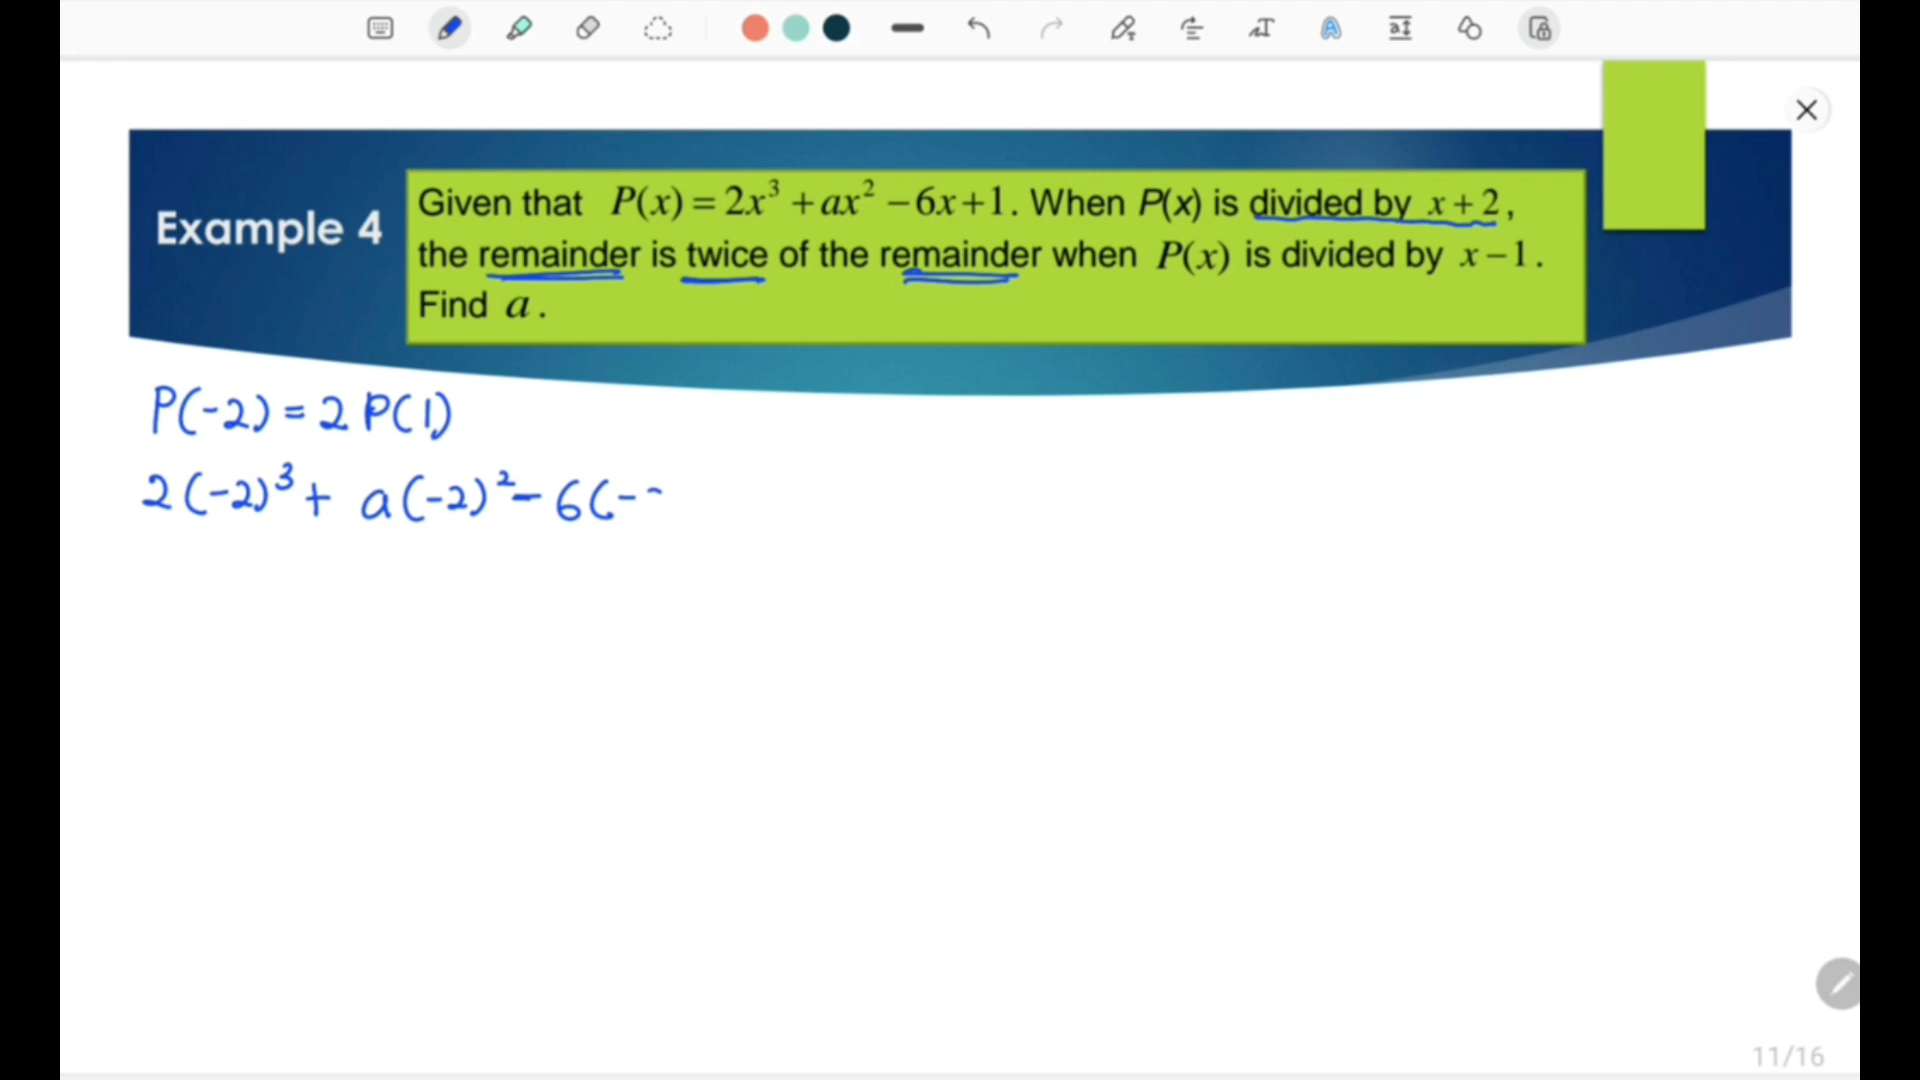 Example 4
Given that P(x) = 2x³ + ax² − 6x + 1. When P(x) is divided by x + 2,
the remainder is twice of the remainder when P(x) is divided by x − 1.
Find a.
P(-2) = 2 P(1)
2(-2)³ + a(-2)² - 6(-
11/16